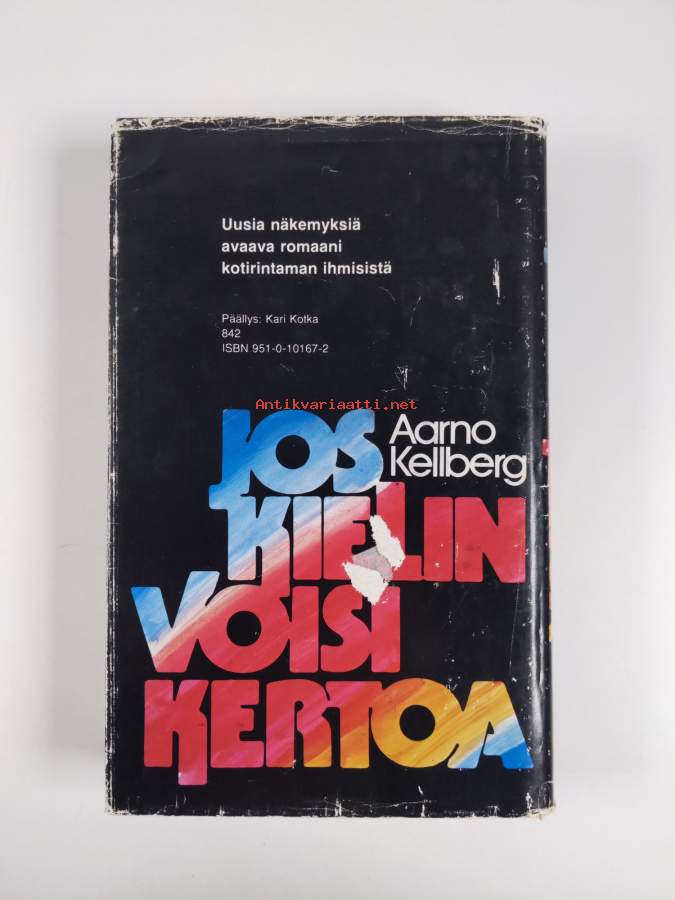 Uusia näkemyksiä
avaava romaani
kotirintaman ihmisistä
Päällys: Kari Kotka
842
ISBN 951-0-10167-2
Antikvariaatti.net
Aarno
Kellberg
JOS
KIELIN
VOISI
KERTOA